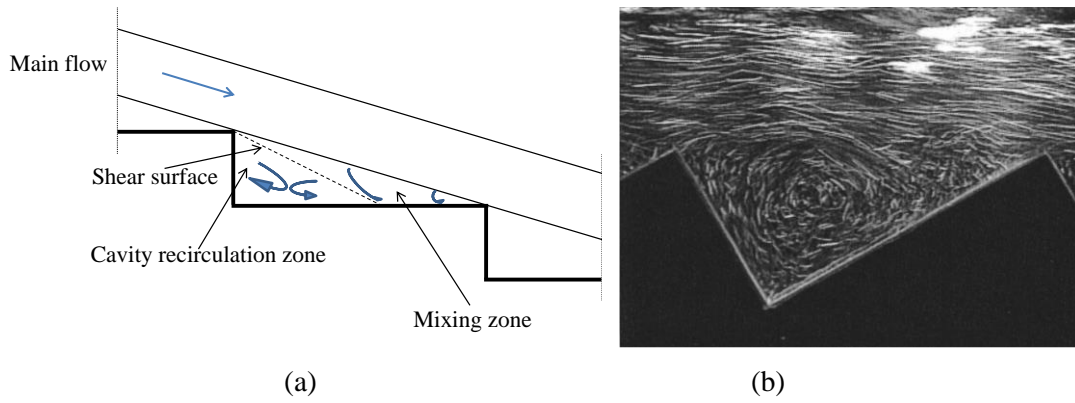 Main flow
Shear surface
Cavity recirculation zone
Mixing zone
(a)
(b)